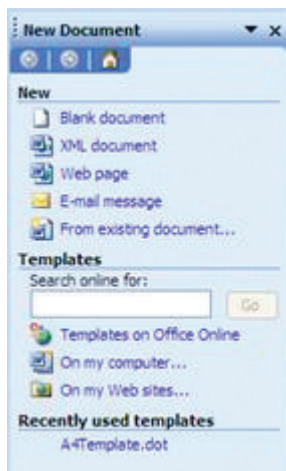 New Document
New
Blank document
XML document
Web page
E-mail message
From existing document...
Templates
Search online for:
Go
Templates on Office Online
On my computer...
On my Web sites...
Recently used templates
A4Template.dot